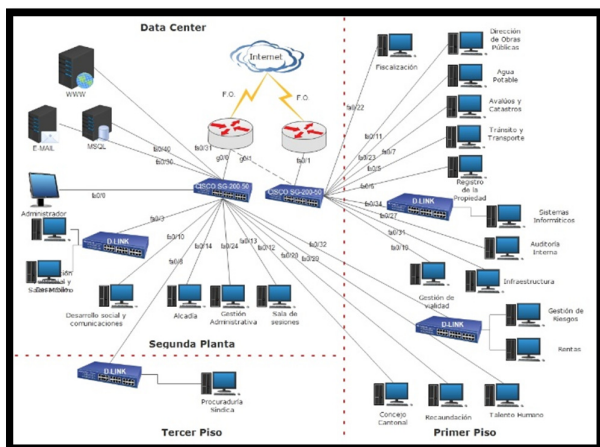 Data Center
Internet
F.O.
F.O.
WWW
E-MAIL
MSQL
fa0/40
fa0/30
fa0/31
g0/0
g0/1
fa0/1
CISCO SG-200-50
CISCO SG-200-50
fa0/0
Administrador
fa0/3
D-LINK
fa0/10
fa0/8
fa0/14
fa0/24
fa0/13
fa0/12
fa0/32
fa0/20
Desarrollo social y
comunicaciones
Alcadía
Gestión
Administrativa
Sala de
sesiones
Segunda Planta
D-LINK
Procuraduría
Sindica
Tercer Piso
Fiscalización
fa0/22
Dirección
de Obras
Públicas
Agua
Potable
Avalúos y
Catastros
Tránsito y
Transporte
Registro
de la
Propiedad
fa0/11
fa0/7
fa0/23
fa0/5
fa0/6
fa0/34
fa0/27
fa0/31
fa0/19
D-LINK
Sistemas
Informáticos
Auditoría
Interna
Infraestructura
Gestión de
vialidad
D-LINK
Gestión de
Riesgos
Rentas
Concejo
Cantonal
Recaundación
Talento Humano
Primer Piso